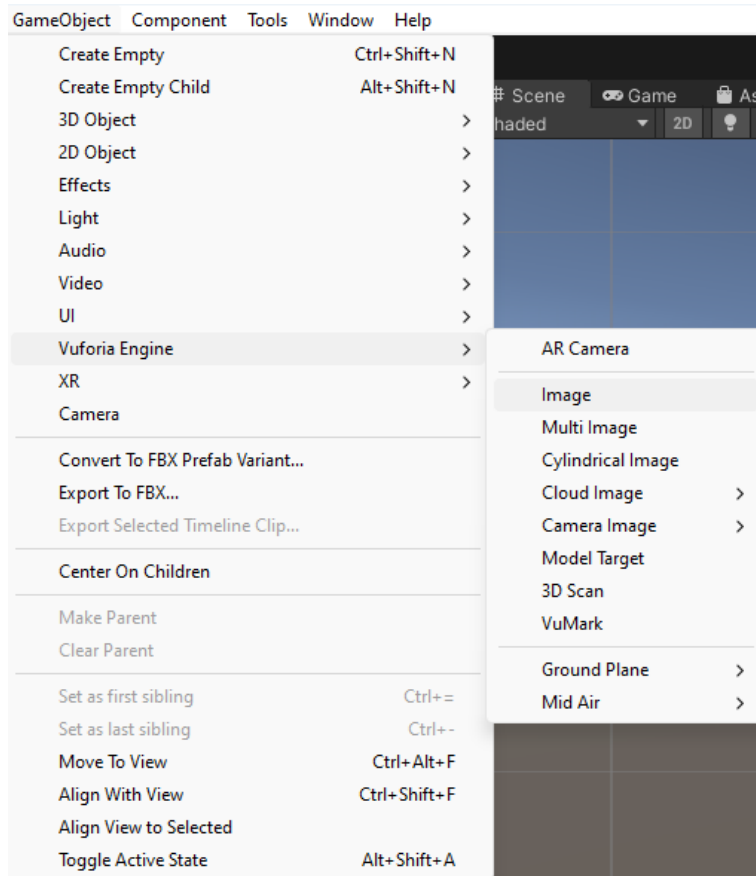 GameObject Component Tools Window Help
Create Empty Ctrl+Shift+N
Create Empty Child Alt+Shift+N
3D Object
2D Object
Effects
Light
Audio
Video
UI
Vuforia Engine
XR
Camera
Convert To FBX Prefab Variant...
Export To FBX...
Export Selected Timeline Clip...
Center On Children
Make Parent
Clear Parent
Set as first sibling Ctrl+=
Set as last sibling Ctrl+-
Move To View Ctrl+Alt+F
Align With View Ctrl+Shift+F
Align View to Selected
Toggle Active State Alt+Shift+A
# Scene Game As
haded 2D
AR Camera
Image
Multi Image
Cylindrical Image
Cloud Image
Camera Image
Model Target
3D Scan
VuMark
Ground Plane
Mid Air